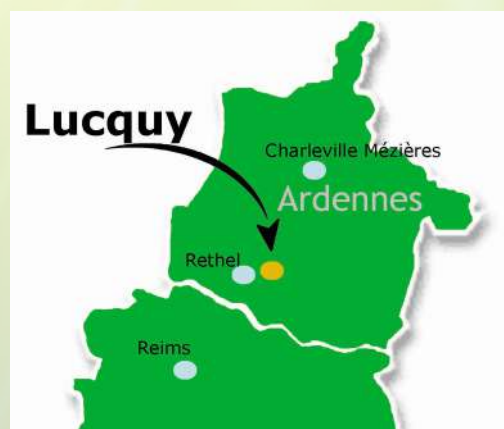 Lucquy
Charleville Mézières
Ardennes
Rethel
Reims